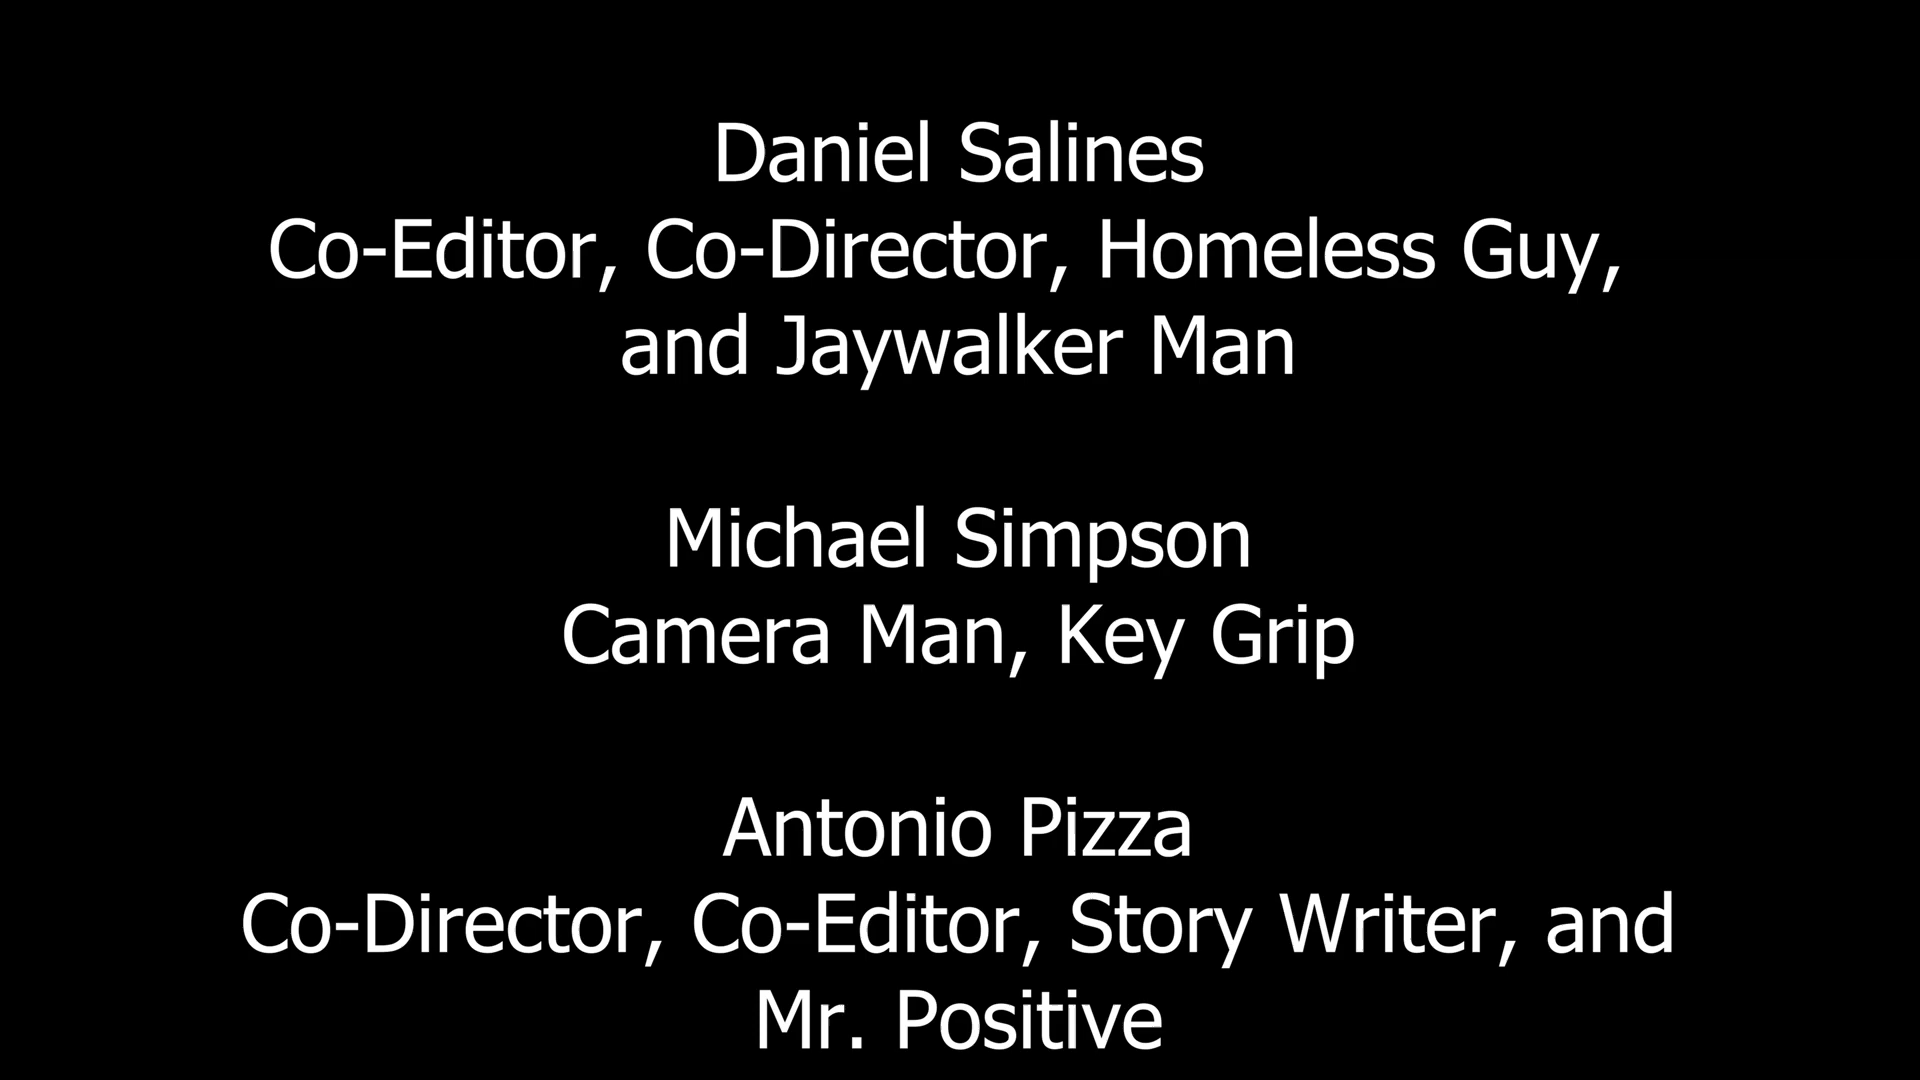 Daniel Salines
Co-Editor, Co-Director, Homeless Guy,
and Jaywalker Man
Michael Simpson
Camera Man, Key Grip
Antonio Pizza
Co-Director, Co-Editor, Story Writer, and
Mr. Positive